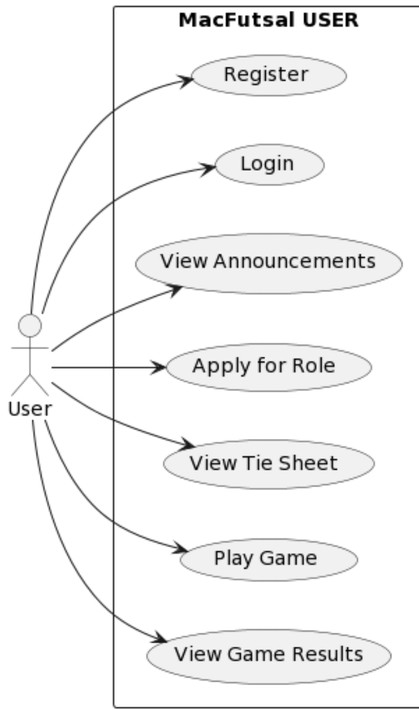 MacFutsal USER
Register
Login
View Announcements
Apply for Role
User
View Tie Sheet
Play Game
View Game Results